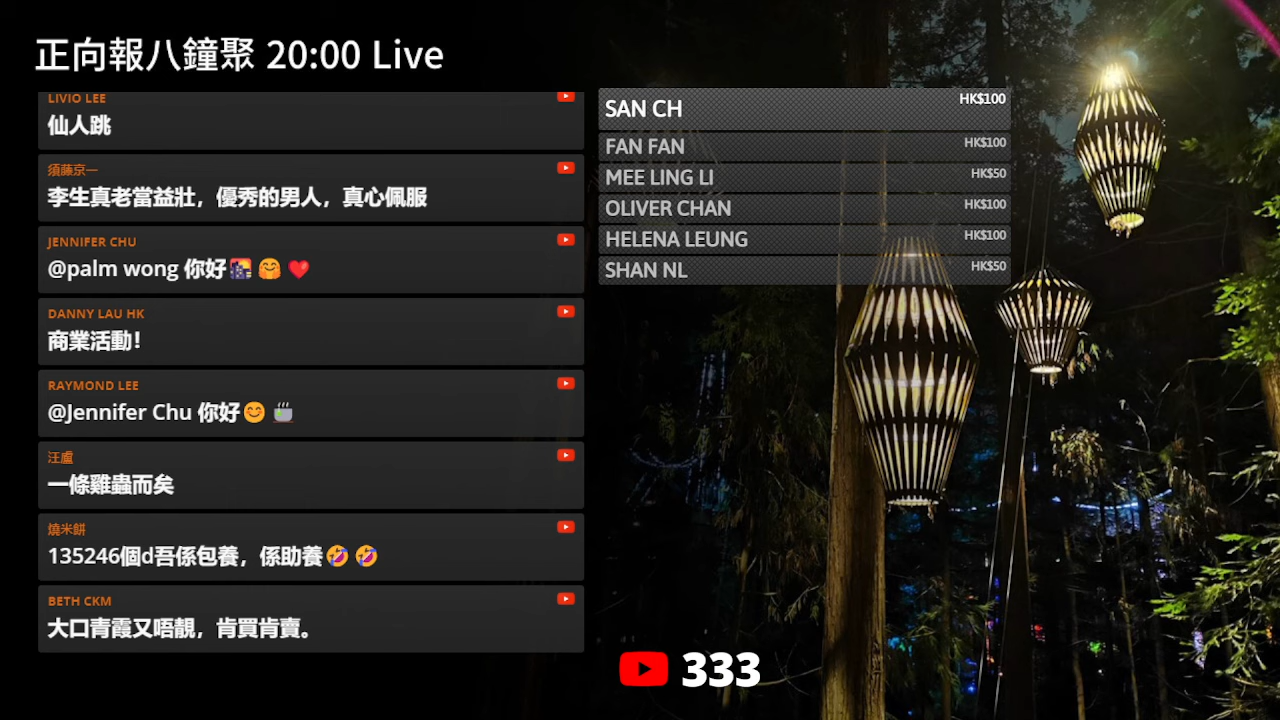 正向報八鐘聚 20:00 Live
LIVIO LEE
仙人跳
須藤京一
李生真老當益壯，優秀的男人，真心佩服
JENNIFER CHU
@palm wong 你好🌇🤗❤️
DANNY LAU HK
商業活動！
RAYMOND LEE
@Jennifer Chu 你好😊🍵
汪盧
一條雞蟲而矣
燒米餅
135246個d吾係包養，係助養🤣🤣
BETH CKM
大口青霞又唔靚，肯買肯賣。
SAN CH HK$100
FAN FAN HK$100
MEE LING LI HK$50
OLIVER CHAN HK$100
HELENA LEUNG HK$100
SHAN NL HK$50
333